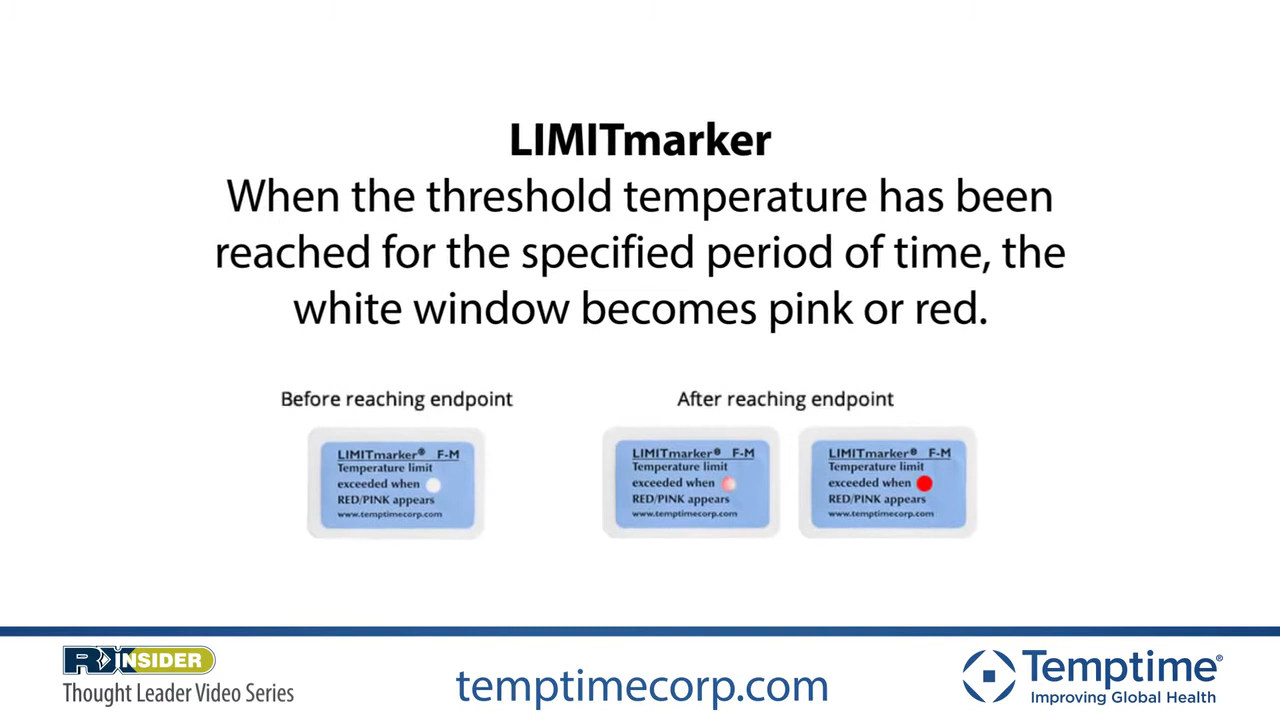 LIMITmarker
When the threshold temperature has been
reached for the specified period of time, the
white window becomes pink or red.
Before reaching endpoint
After reaching endpoint
LIMITmarker® F-M
Temperature limit
exceeded when
RED/PINK appears
www.temptimecorp.com
LIMITmarker® F-M
Temperature limit
exceeded when
RED/PINK appears
www.temptimecorp.com
LIMITmarker® F-M
Temperature limit
exceeded when
RED/PINK appears
www.temptimecorp.com
RXINSIDER
Thought Leader Video Series
temptimecorp.com
Temptime®
Improving Global Health